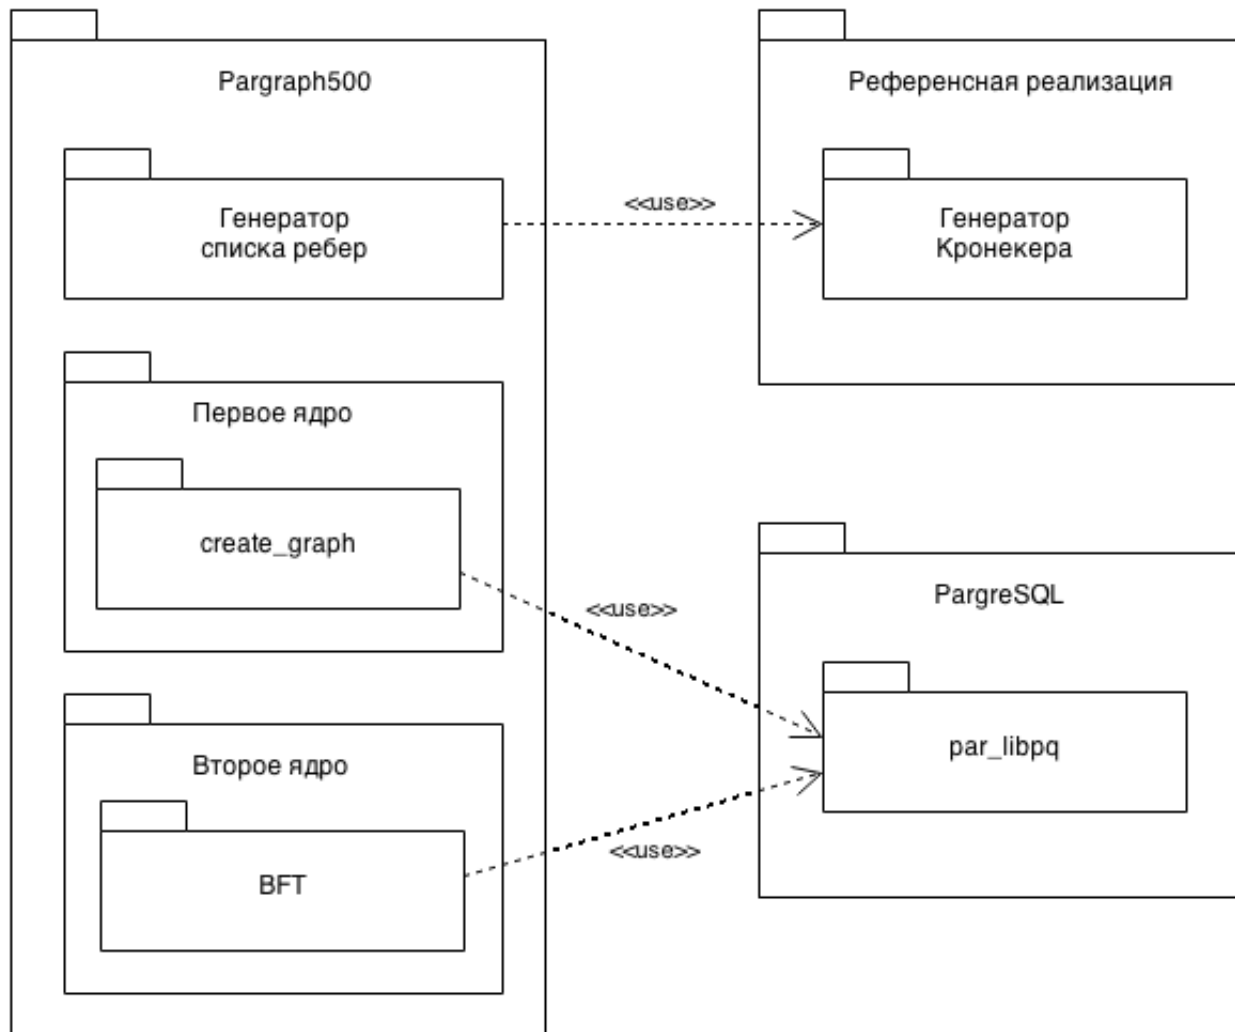 Pargraph500
Референсная реализация
Генератор
списка ребер
<<use>>
Генератор
Кронекера
Первое ядро
create_graph
<<use>>
PargreSQL
par_libpq
Второе ядро
<<use>>
BFT